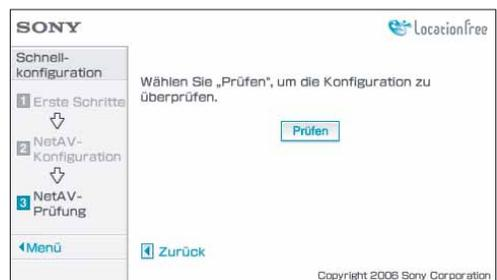 SONY
LocationFree
Schnell-
konfiguration
1 Erste Schritte
2 NetAV-
Konfiguration
3 NetAV-
Prüfung
Menü
Wählen Sie „Prüfen", um die Konfiguration zu
überprüfen.
Prüfen
Zurück
Copyright 2006 Sony Corporation